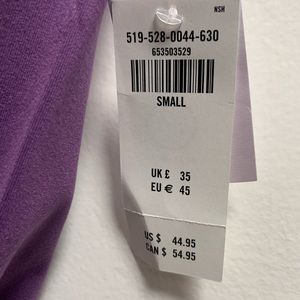 NSH
519-528-0044-630
653503529
SMALL
UK £ 35
EU € 45
US $ 44.95
CAN $ 54.95